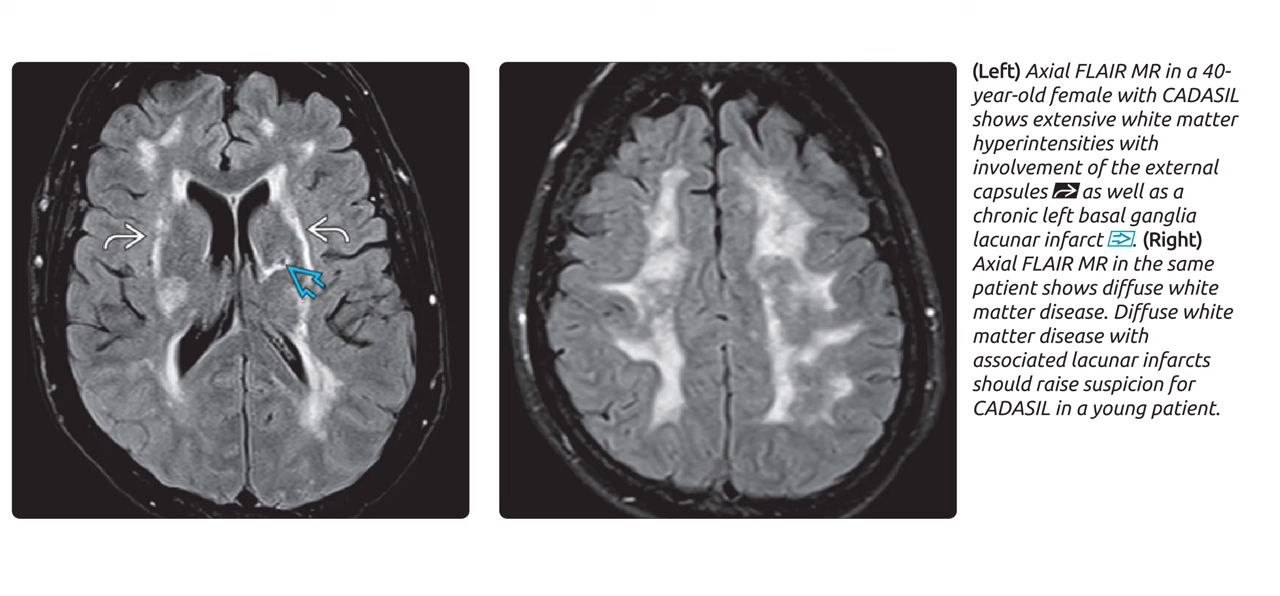 (Left) Axial FLAIR MR in a 40-
year-old female with CADASIL
shows extensive white matter
hyperintensities with
involvement of the external
capsules as well as a
chronic left basal ganglia
lacunar infarct . (Right)
Axial FLAIR MR in the same
patient shows diffuse white
matter disease. Diffuse white
matter disease with
associated lacunar infarcts
should raise suspicion for
CADASIL in a young patient.